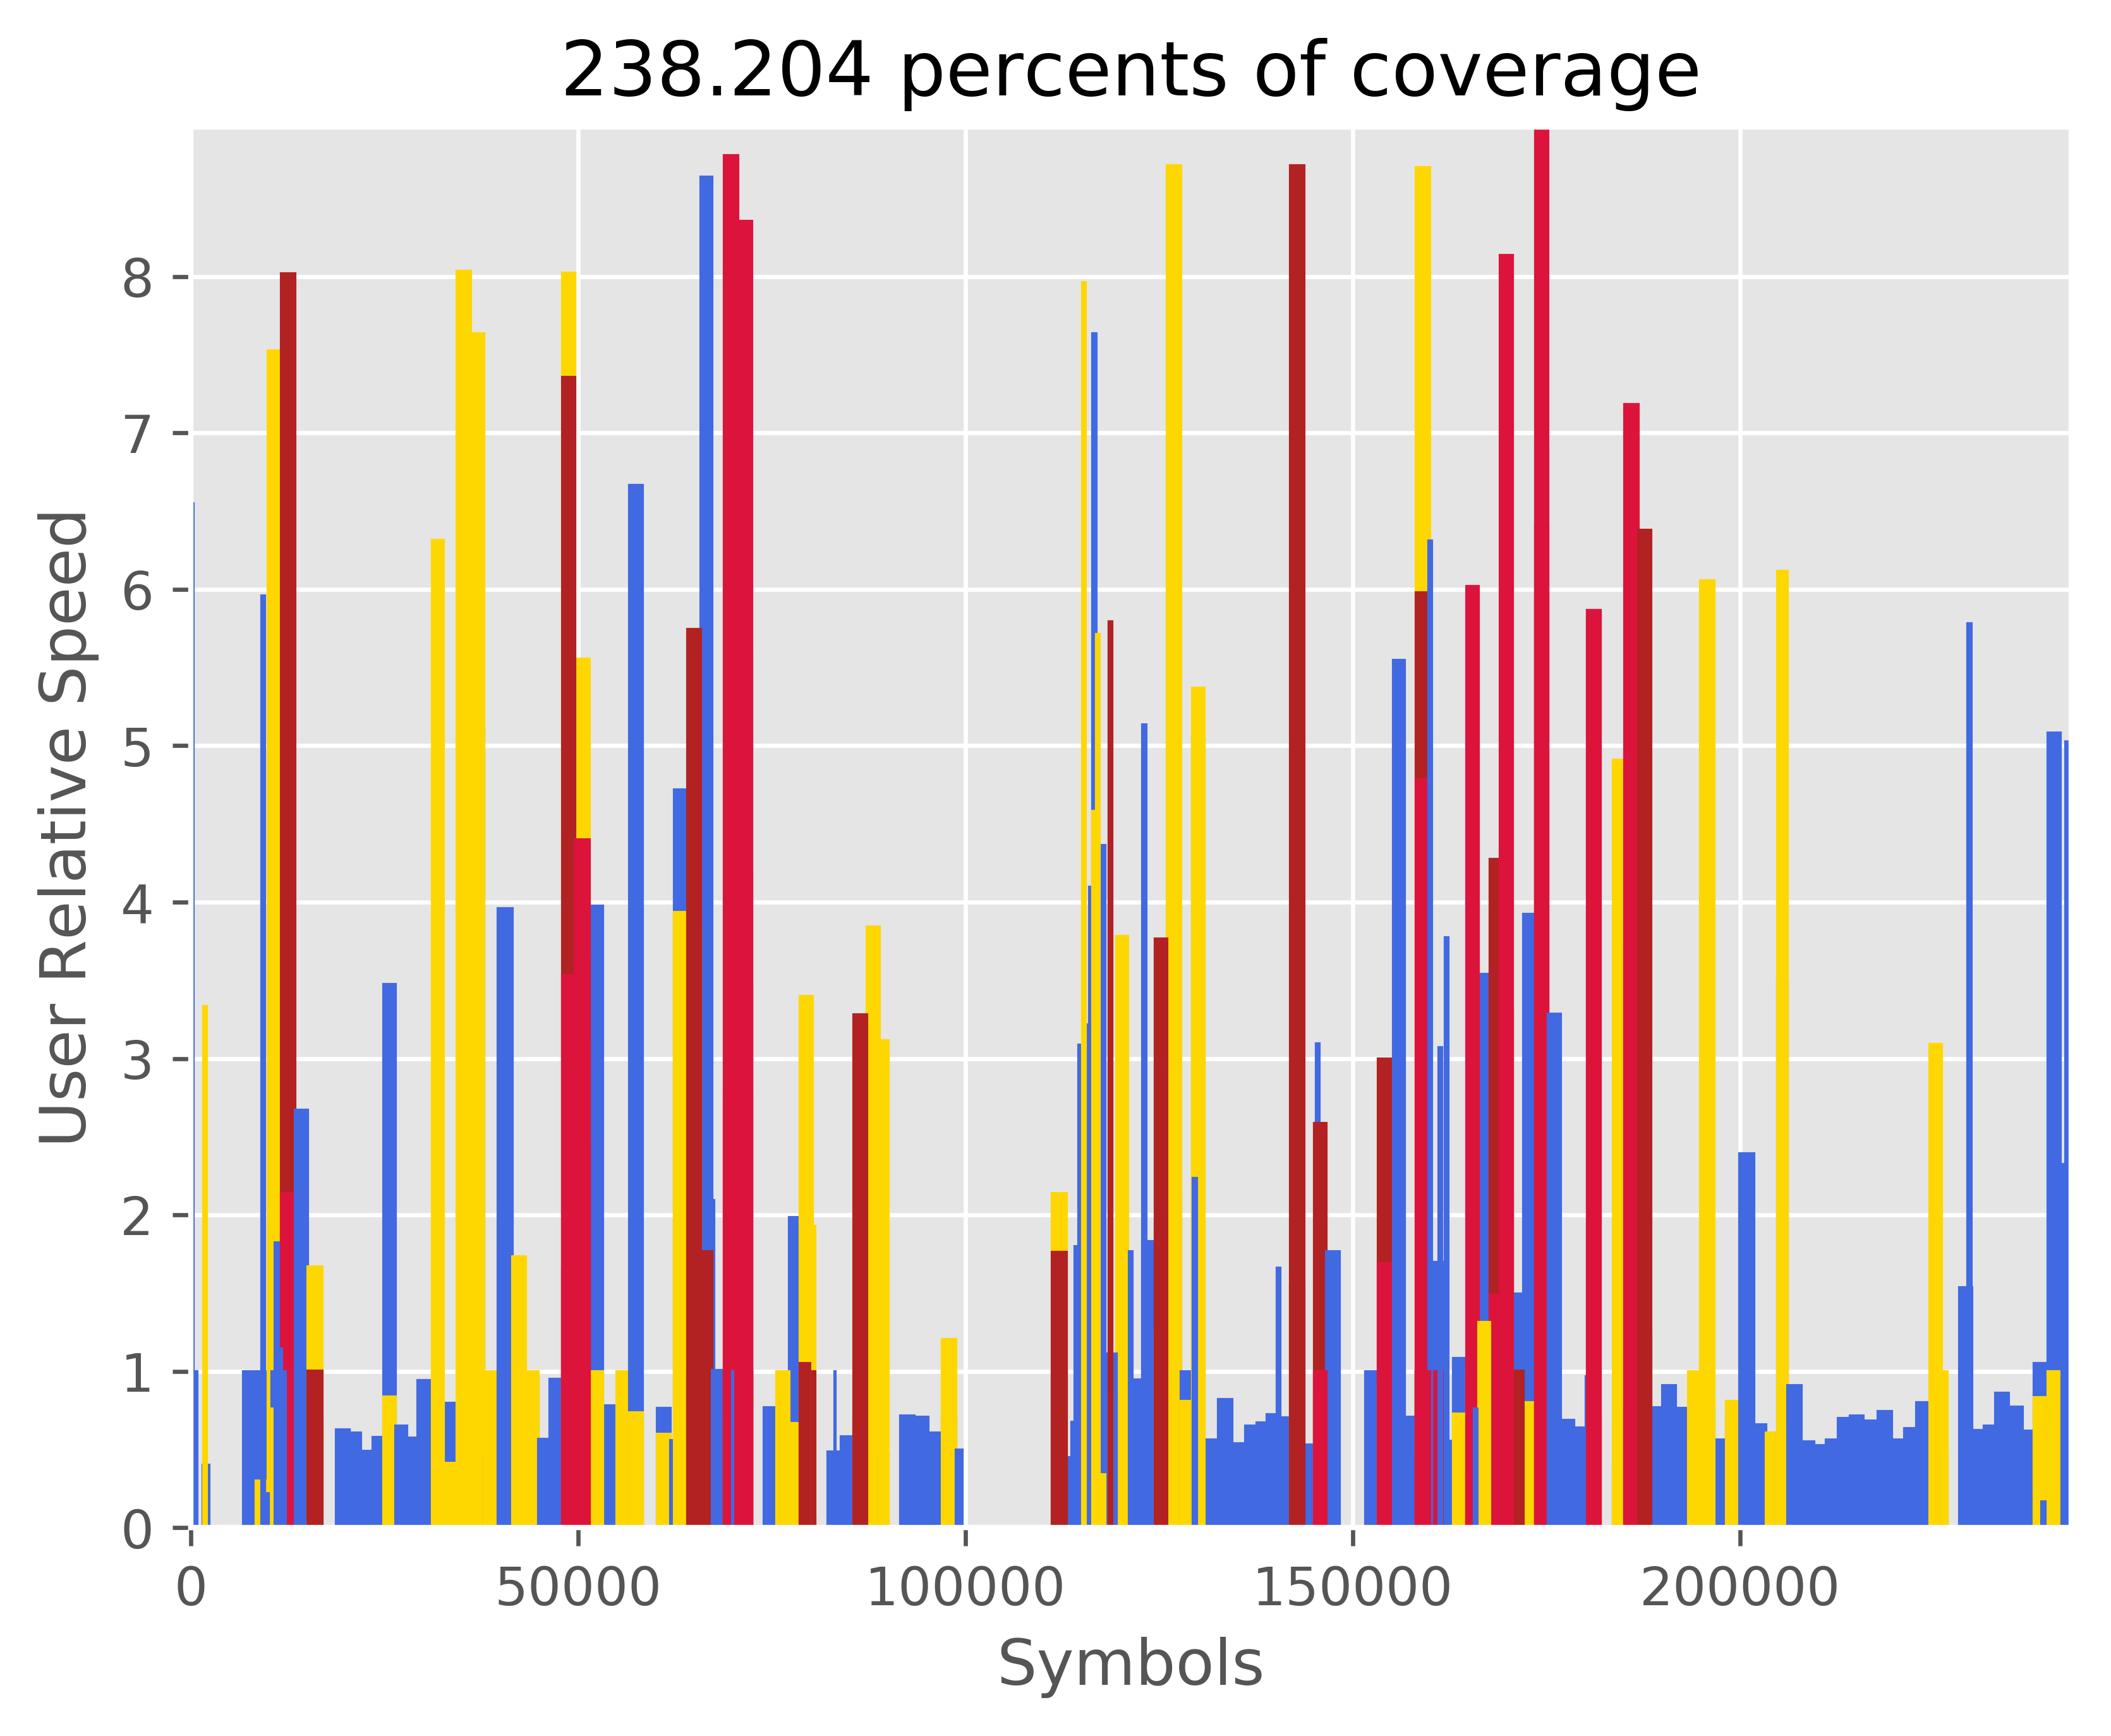 238.204 percents of coverage
User Relative Speed
8
7
6
5
4
3
2
1
0
0 50000 100000 150000 200000
Symbols